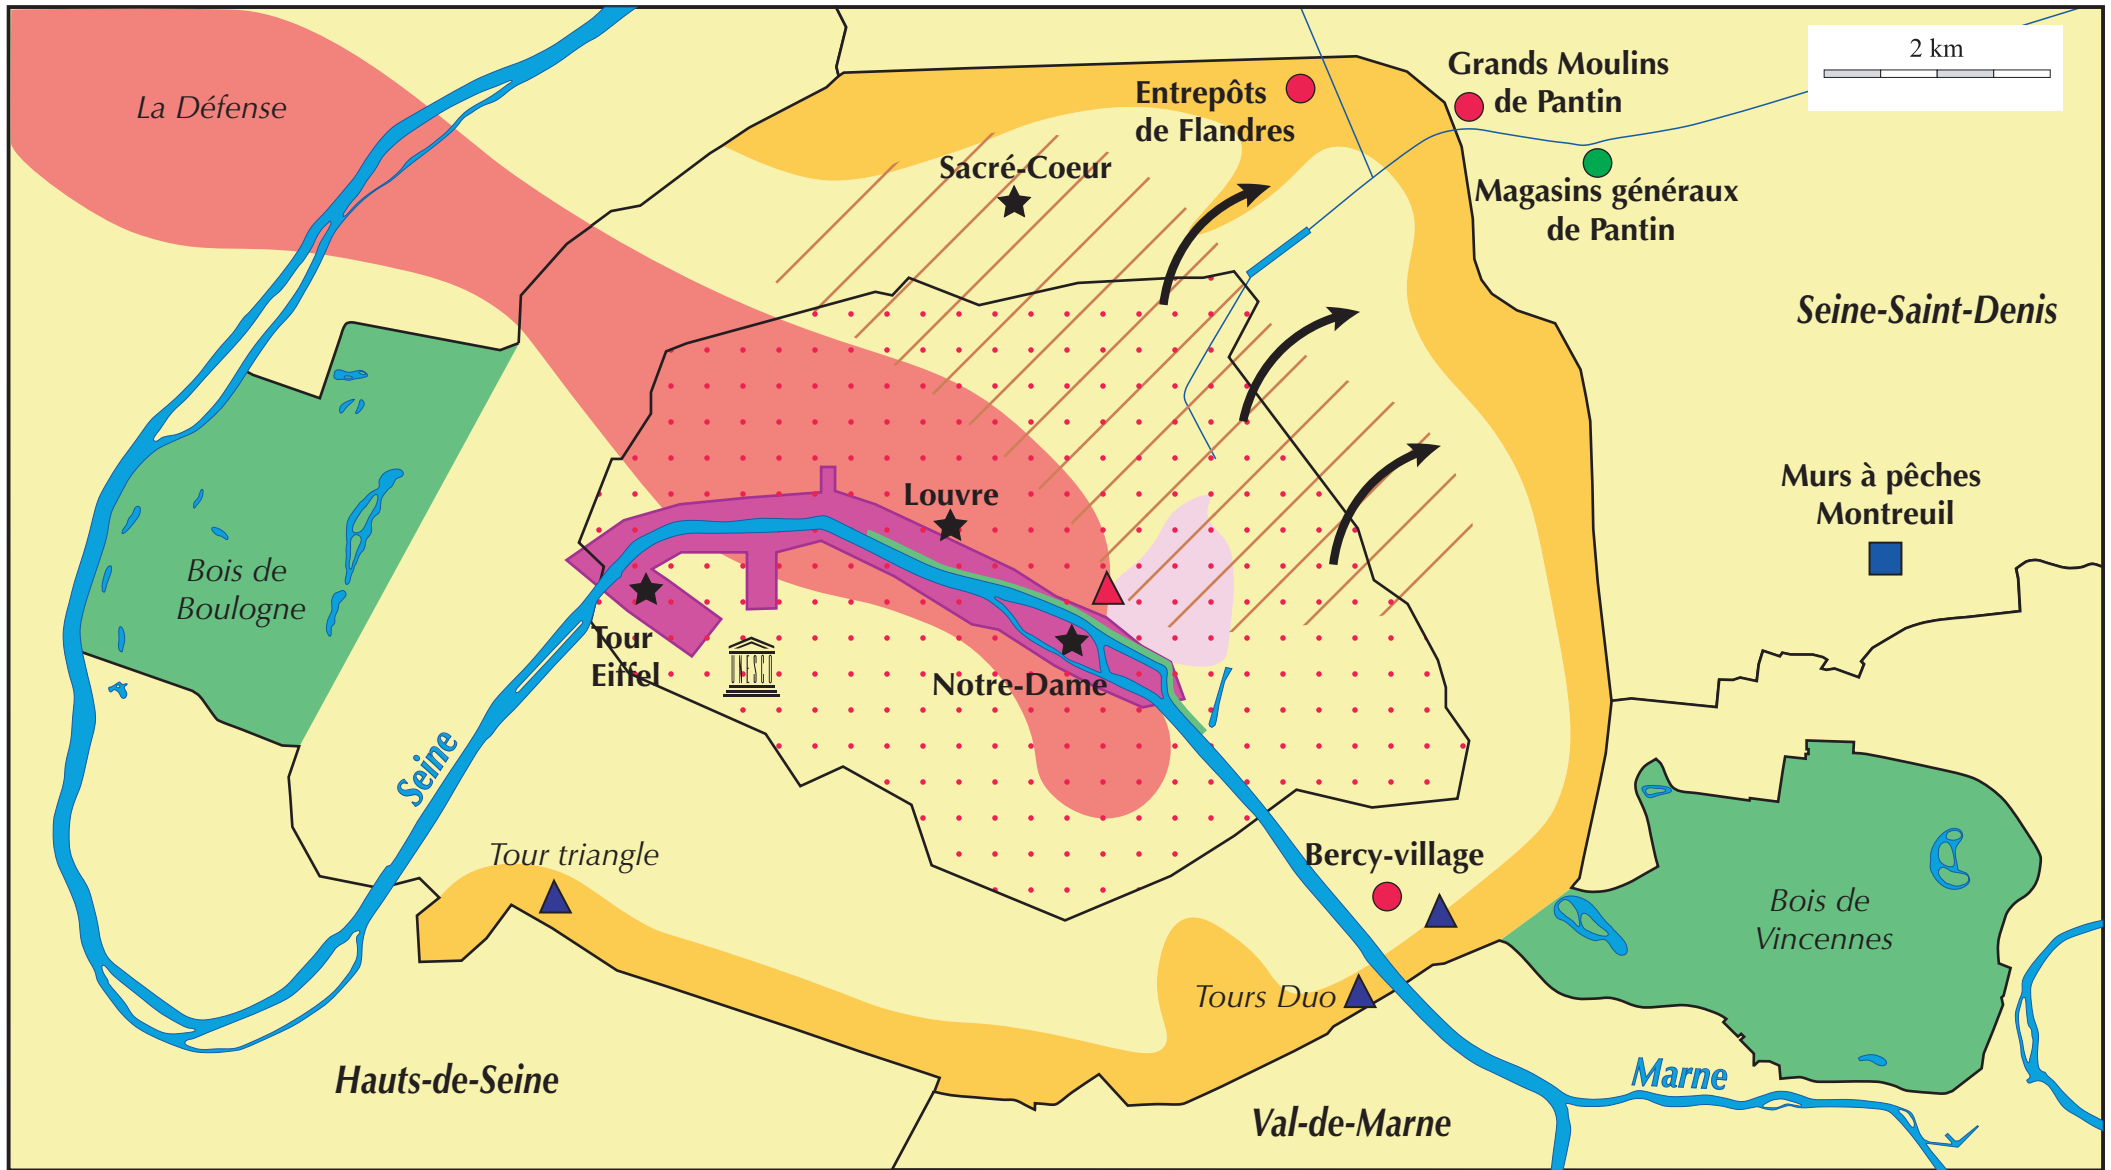 2 km
La Défense
Grands Moulins
de Pantin
Entrepôts
de Flandres
Sacré-Coeur
Magasins généraux
de Pantin
Seine-Saint-Denis
Murs à pêches
Montreuil
Louvre
Bois de
Boulogne
Tour
Eiffel
UNESCO
Notre-Dame
Seine
Tour triangle
Bercy-village
Bois de
Vincennes
Tours Duo
Hauts-de-Seine
Marne
Val-de-Marne